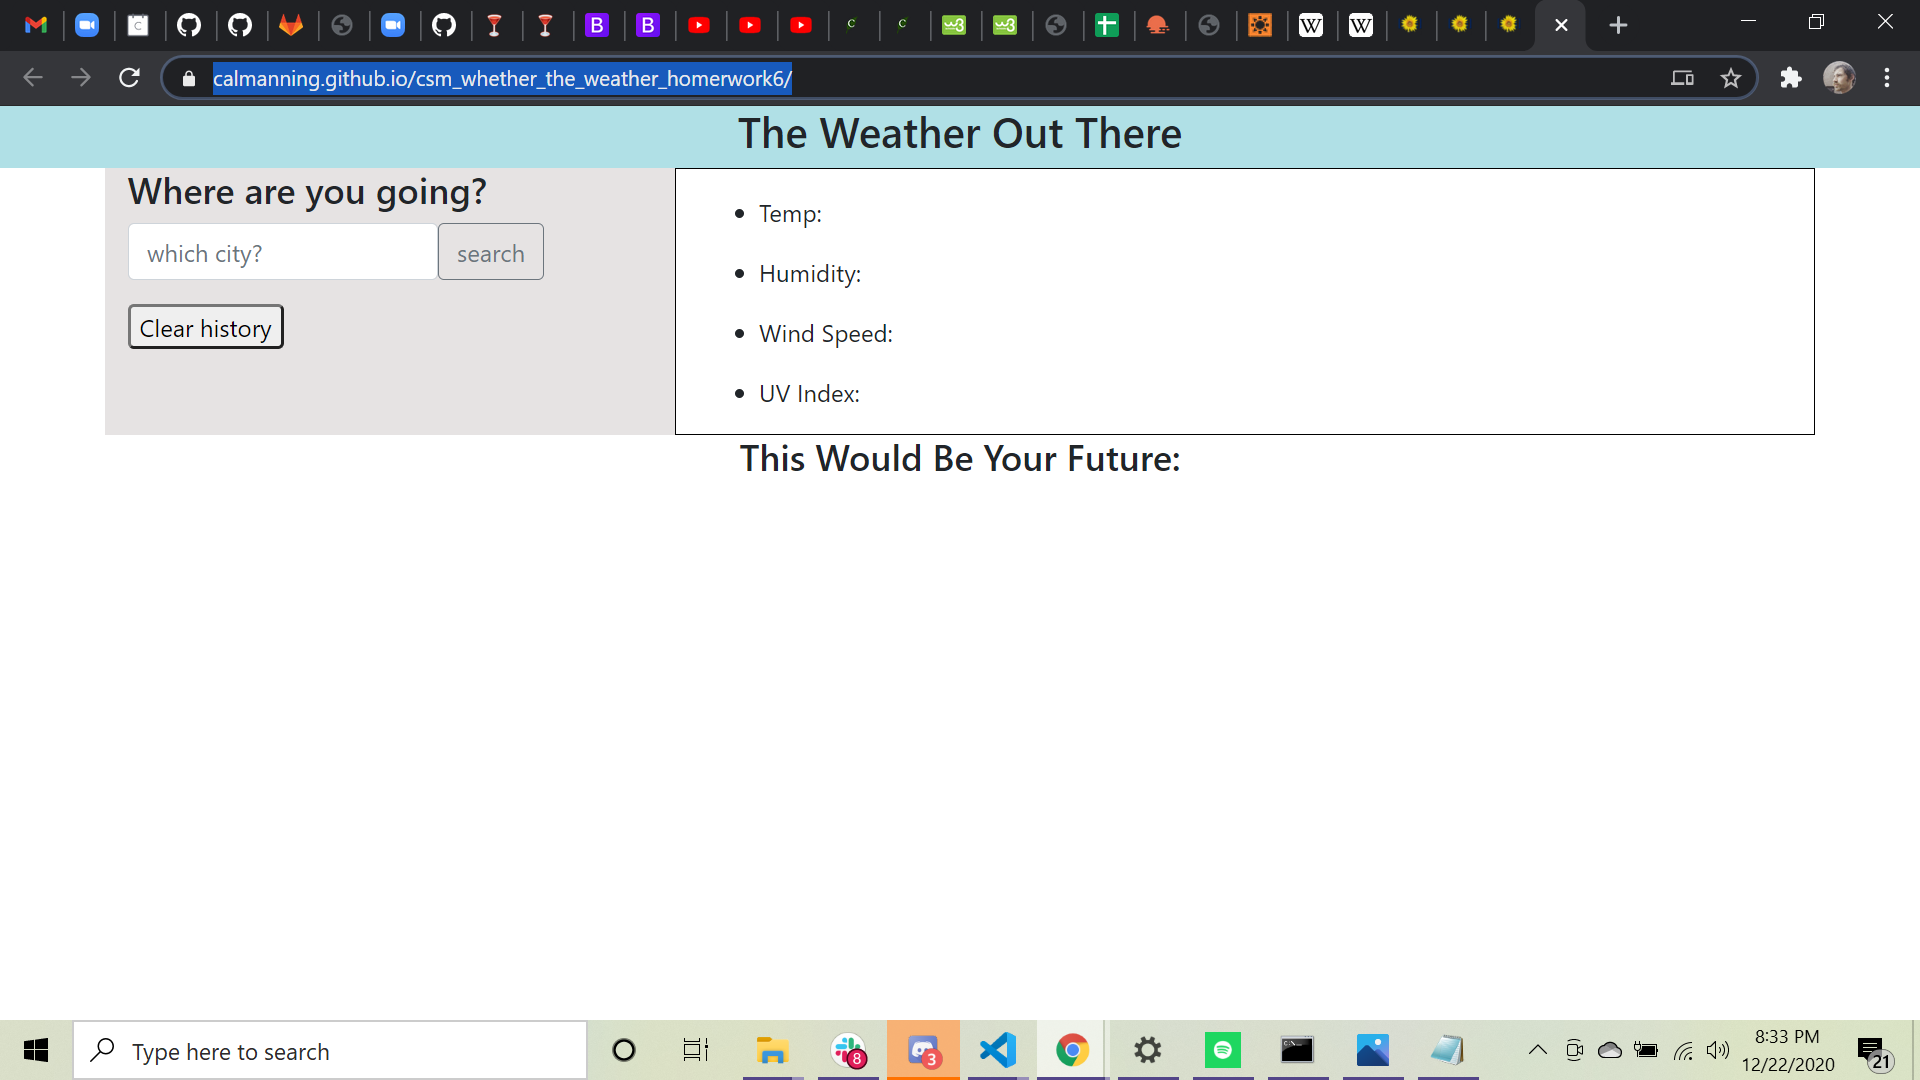 calmanning.github.io/csm_whether_the_weather_homerwork6/
The Weather Out There
Where are you going?
which city?
search
Clear history
Temp:
Humidity:
Wind Speed:
UV Index:
This Would Be Your Future:
Type here to search
8
3
8:33 PM
12/22/2020
21